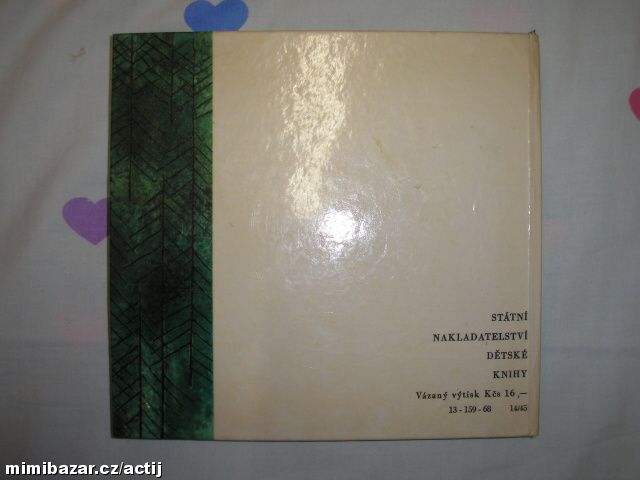 STÁTNÍ
NAKLADATELSTVÍ
DĚTSKÉ
KNIHY
Vázaný výtisk Kčs 16,—
13-159-68 14/45
mimibazar.cz/actij